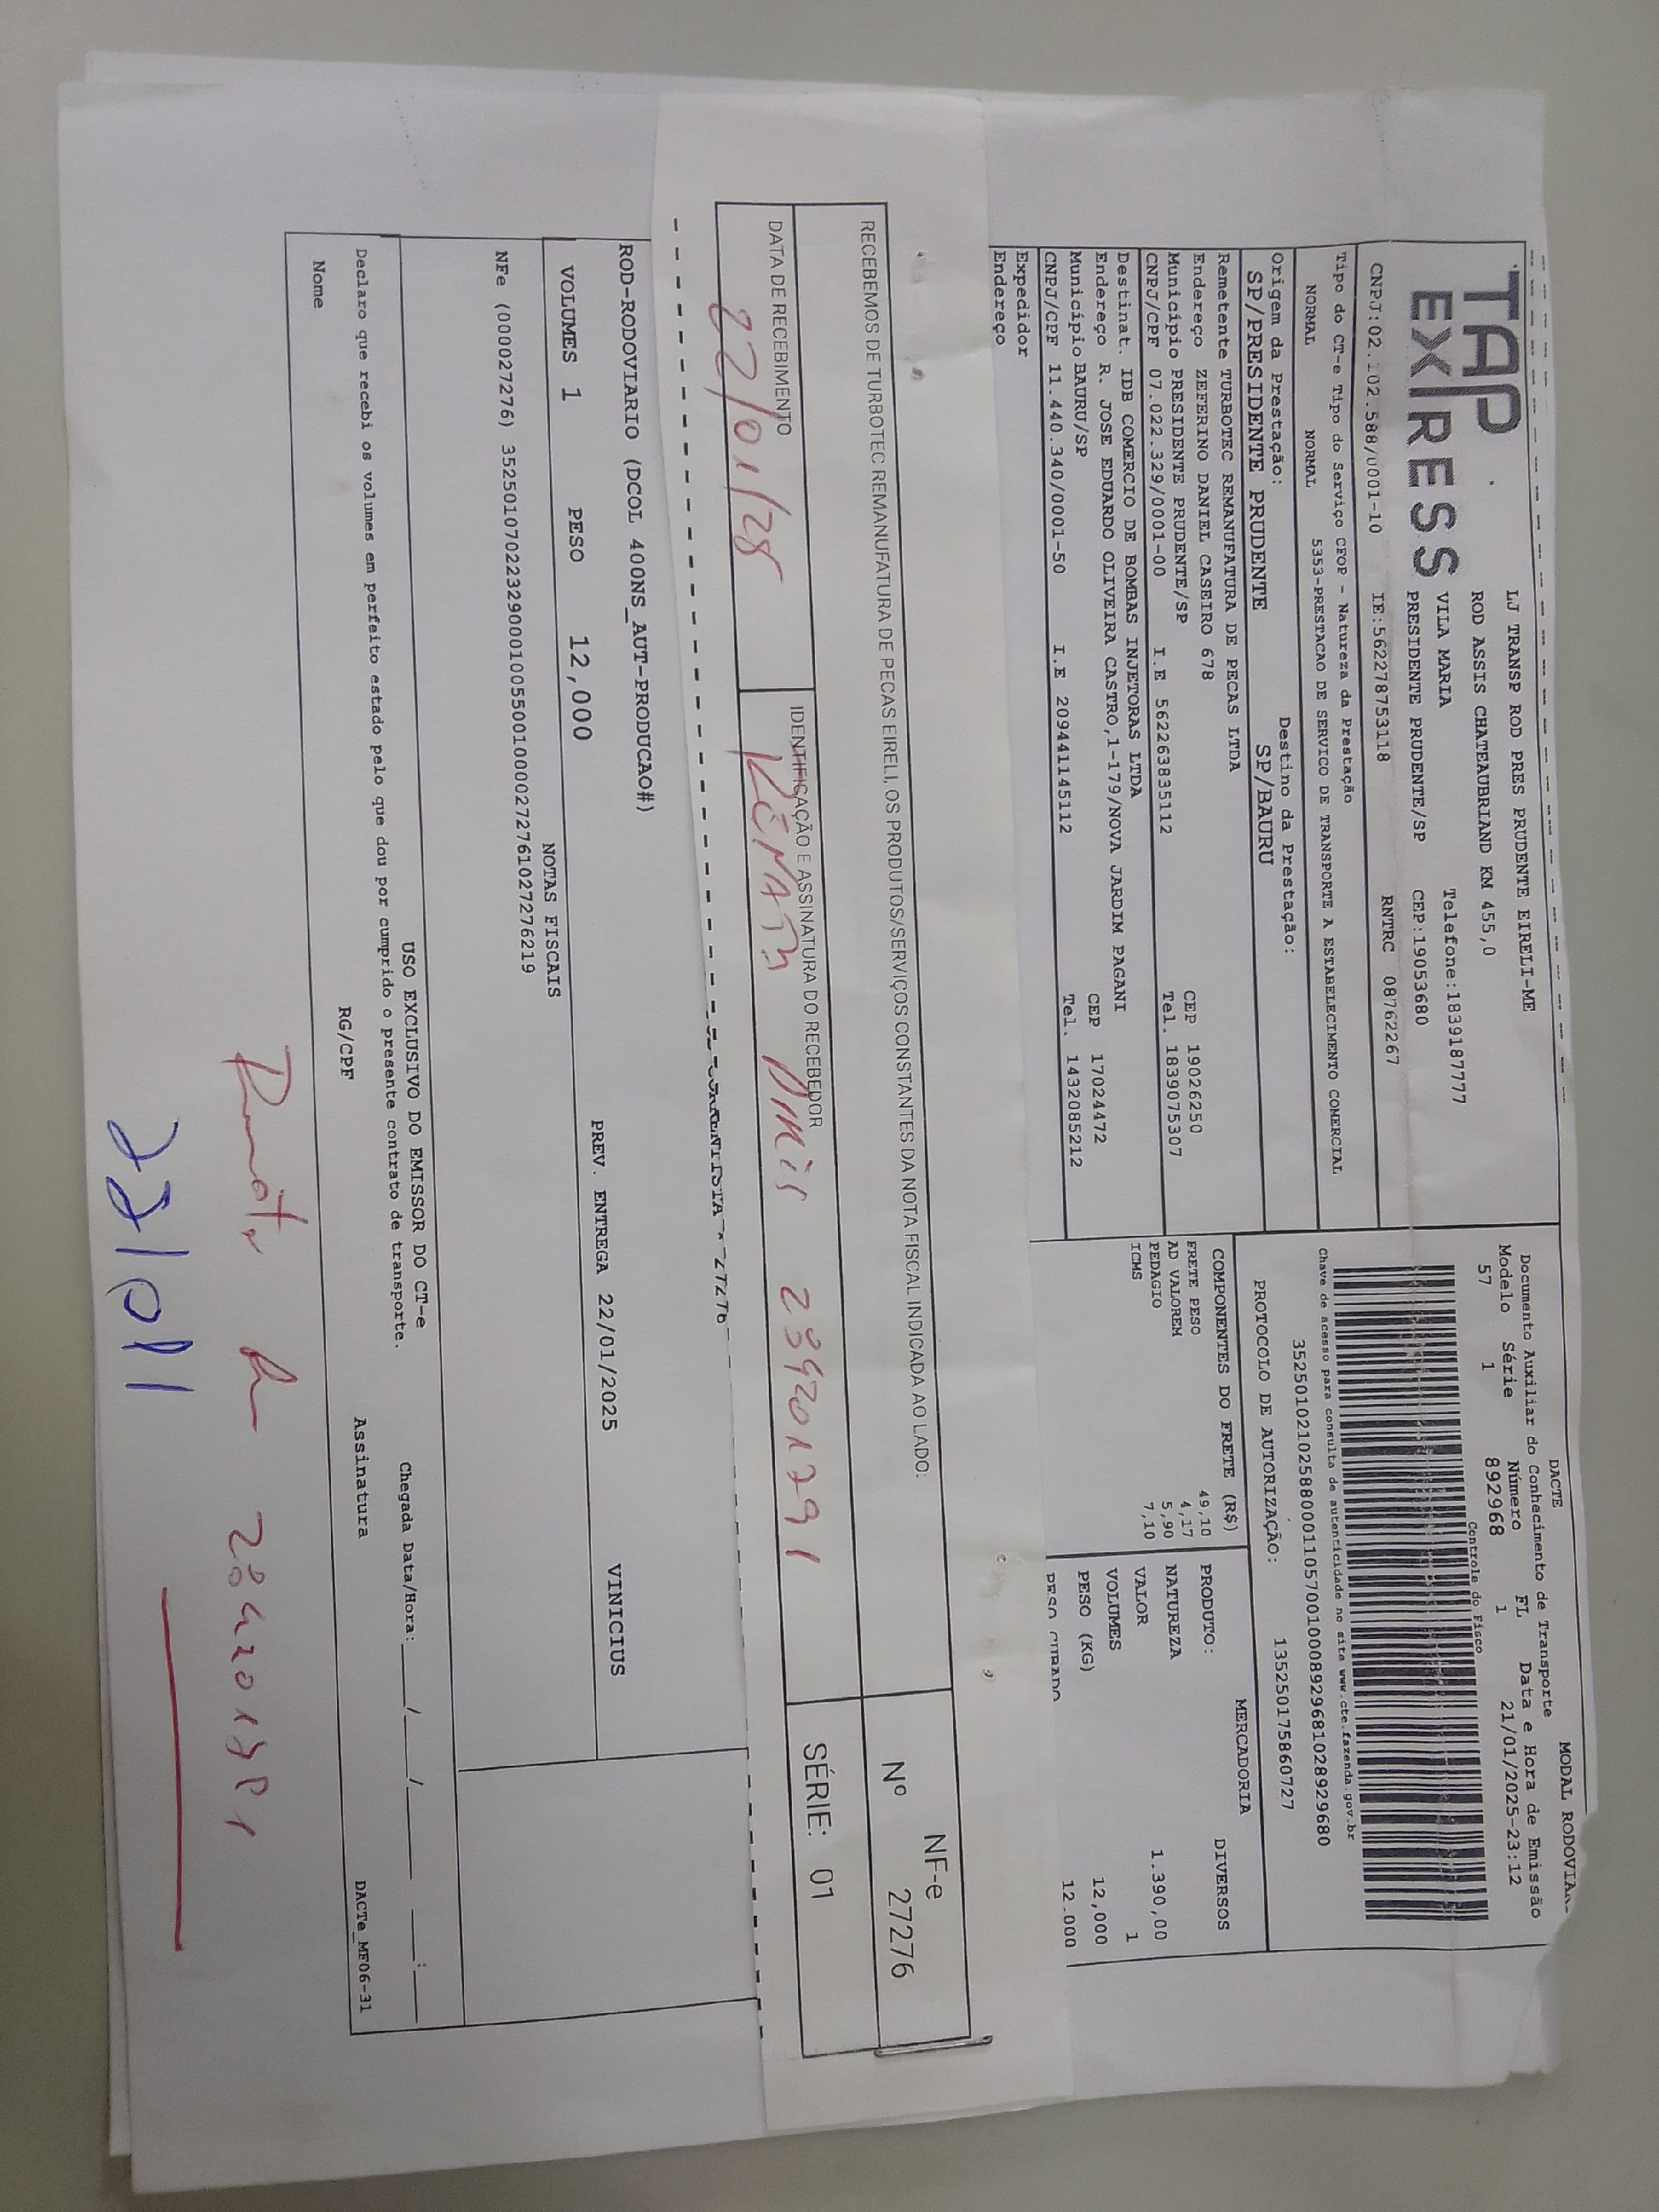 MODAL RODOVIA
TAP
EXPRESS
LJ TRANSP ROD PRES PRUDENTE EIRELI-ME
ROD ASSIS CHATEAUBRIAND KM 455,0
VILA MARIA Telefone:1839187777
PRESIDENTE PRUDENTE/SP CEP:19053680
CNPJ:02.102.588/0001-10 IE:562278753118 RNTRC 08762267
DACTE
Documento Auxiliar do Conhecimento de Transporte
Modelo Série Número FL Data e Hora de Emissão
57 1 892968 1 21/01/2025-23:12
Controle do Fisco
Chave de acesso para consulta de autenticidade no site www.cte.fazenda.gov.br
35250102102588000110570010008929681028929680
PROTOCOLO DE AUTORIZAÇÃO: 135250175860727
Tipo do CT-e Tipo do Serviço CFOP - Natureza da Prestação
NORMAL NORMAL 5353-PRESTACAO DE SERVICO DE TRANSPORTE A ESTABELECIMENTO COMERCIAL
Origem da Prestação: Destino da Prestação:
SP/PRESIDENTE PRUDENTE SP/BAURU
Remetente TURBOTEC REMANUFATURA DE PECAS LTDA
Endereço ZEFERINO DANIEL CASEIRO 678 CEP 19026250
Município PRESIDENTE PRUDENTE/SP Tel. 1839075307
CNPJ/CPF 07.022.329/0001-00 I.E 562263835112
Destinat. IDB COMERCIO DE BOMBAS INJETORAS LTDA
Endereço R. JOSE EDUARDO OLIVEIRA CASTRO,1-179/NOVA JARDIM PAGANI
Município BAURU/SP CEP 17024472
CNPJ/CPF 11.440.340/0001-50 I.E 209441145112 Tel. 1432085212
Expedidor
Endereço
COMPONENTES DO FRETE (R$)
FRETE PESO 49,10
AD VALOREM 4,17
PEDAGIO 5,90
ICMS 7,10
MERCADORIA
PRODUTO: DIVERSOS
NATUREZA
VALOR 1.390,00
VOLUMES 1
PESO (KG) 12,000
PESO CUBADO 12.000
RECEBEMOS DE TURBOTEC REMANUFATURA DE PECAS EIRELI, OS PRODUTOS/SERVIÇOS CONSTANTES DA NOTA FISCAL INDICADA AO LADO:
NF-e
Nº 27276
SÉRIE: 01
DATA DE RECEBIMENTO IDENTIFICAÇÃO E ASSINATURA DO RECEBEDOR
22/01/25
ROD-RODOVIARIO (DCOL 400NS_AUT-PRODUCAO#)
PREV. ENTREGA 22/01/2025 VINICIUS
VOLUMES 1 PESO 12,000
NOTAS FISCAIS
NFe (000027276) 35250107022329000100550010000272761027276219
USO EXCLUSIVO DO EMISSOR DO CT-e
Declaro que recebi os volumes em perfeito estado pelo que dou por cumprido o presente contrato de transporte. Chegada Data/Hora:____/____/____ ___:___
Nome RG/CPF Assinatura
DACTe_MF06-31
22/01